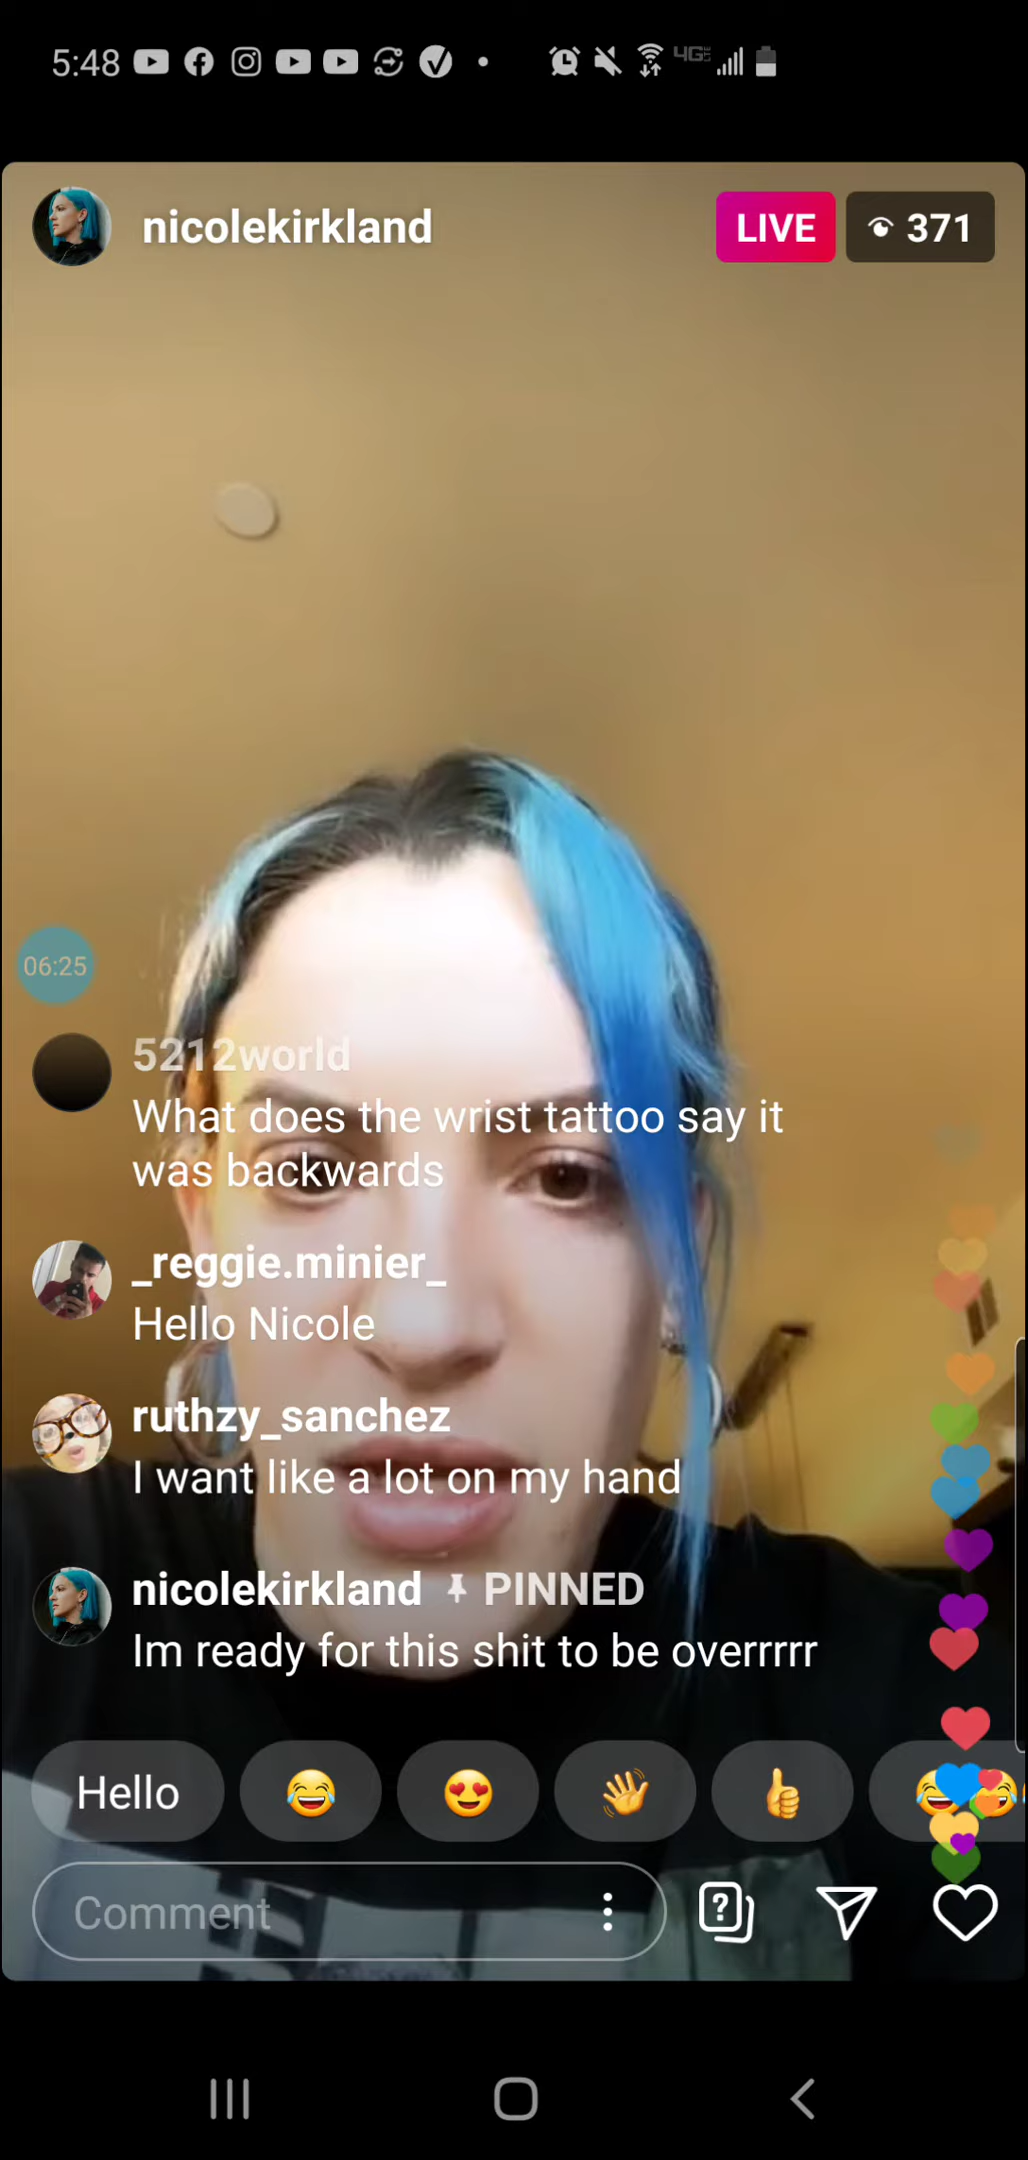 5:48
4GE
nicolekirkland
LIVE
371
06:25
5212world
What does the wrist tattoo say it
was backwards
_reggie.minier_
Hello Nicole
ruthzy_sanchez
I want like a lot on my hand
nicolekirkland PINNED
Im ready for this shit to be overrrrr
Hello
Comment
?